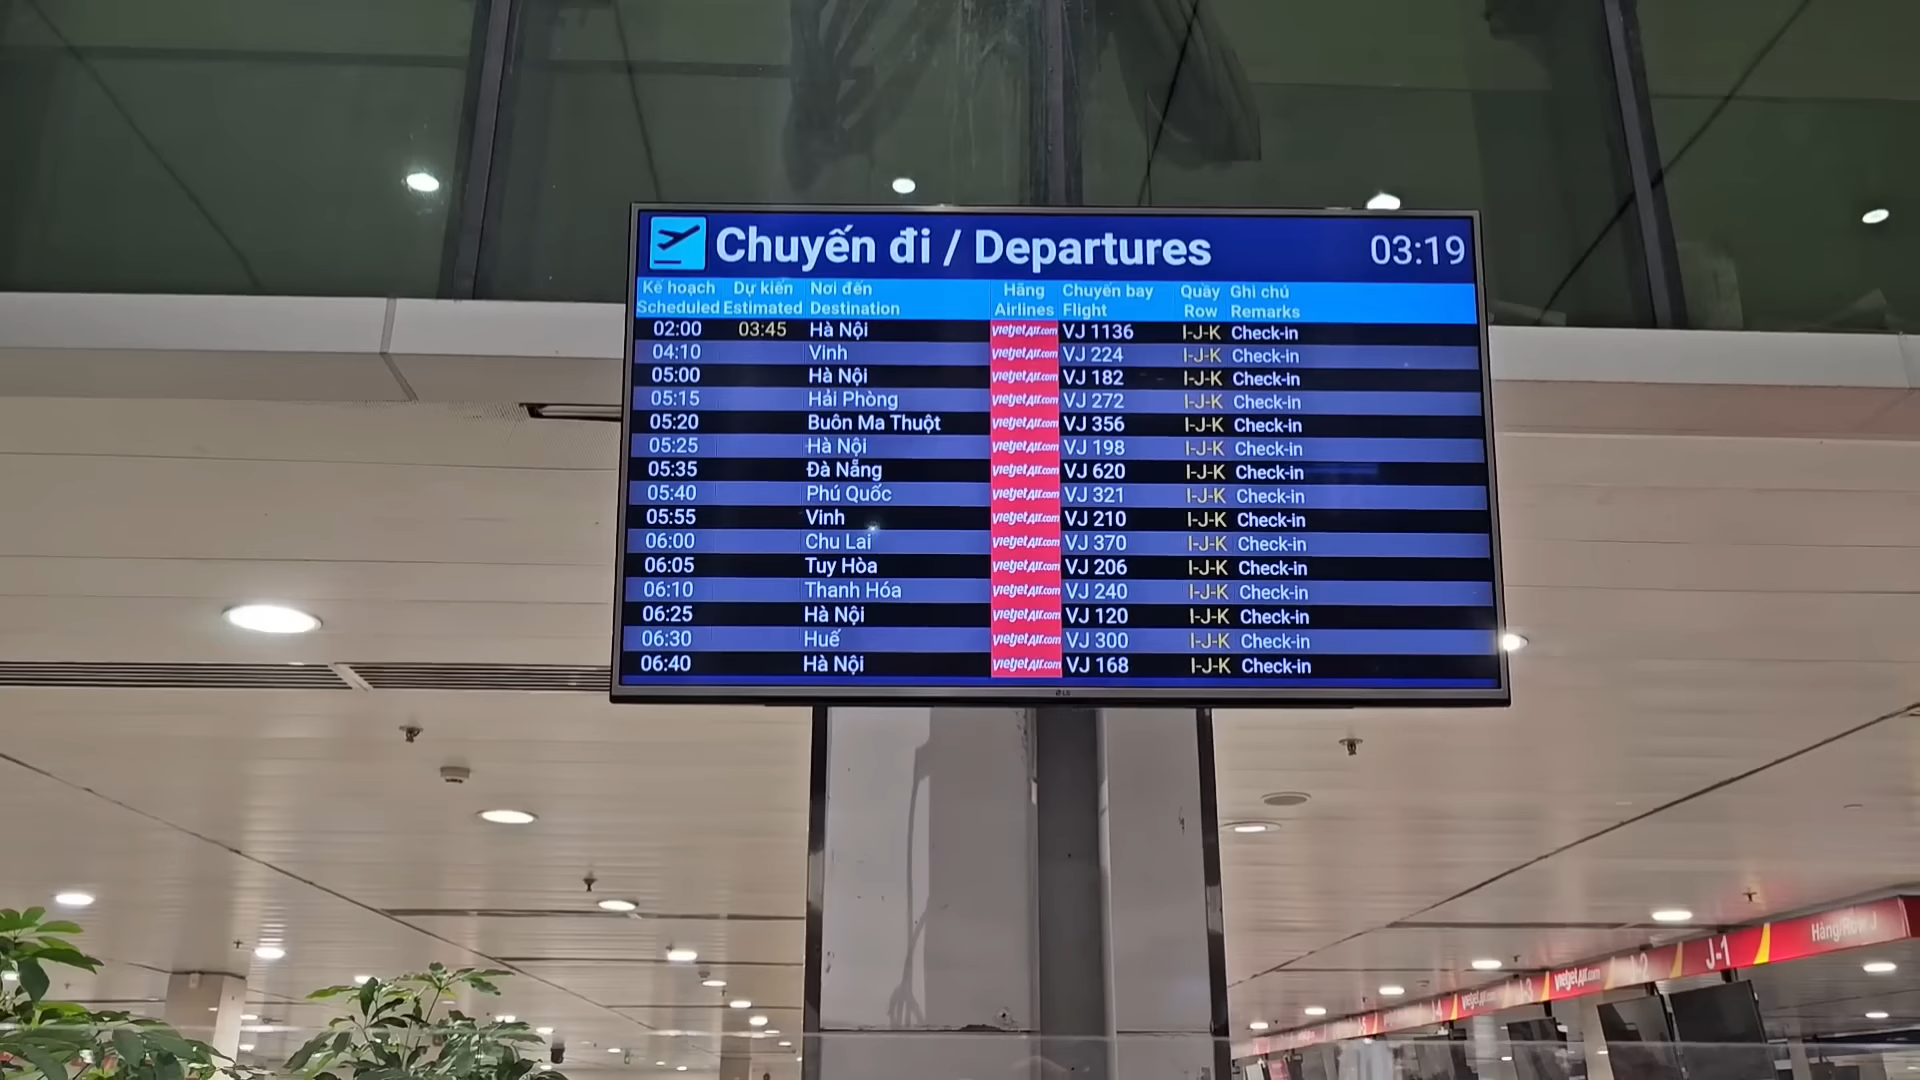 Chuyến đi / Departures 03:19
Kế hoạch Dự kiến Nơi đến Hãng Chuyến bay Quầy Ghi chú
Scheduled Estimated Destination Airlines Flight Row Remarks
02:00 03:45 Hà Nội vietjetAir.com VJ 1136 I-J-K Check-in
04:10 Vinh vietjetAir.com VJ 224 I-J-K Check-in
05:00 Hà Nội vietjetAir.com VJ 182 I-J-K Check-in
05:15 Hải Phòng vietjetAir.com VJ 272 I-J-K Check-in
05:20 Buôn Ma Thuột vietjetAir.com VJ 356 I-J-K Check-in
05:25 Hà Nội vietjetAir.com VJ 198 I-J-K Check-in
05:35 Đà Nẵng vietjetAir.com VJ 620 I-J-K Check-in
05:40 Phú Quốc vietjetAir.com VJ 321 I-J-K Check-in
05:55 Vinh vietjetAir.com VJ 210 I-J-K Check-in
06:00 Chu Lai vietjetAir.com VJ 370 I-J-K Check-in
06:05 Tuy Hòa vietjetAir.com VJ 206 I-J-K Check-in
06:10 Thanh Hóa vietjetAir.com VJ 240 I-J-K Check-in
06:25 Hà Nội vietjetAir.com VJ 120 I-J-K Check-in
06:30 Huế vietjetAir.com VJ 300 I-J-K Check-in
06:40 Hà Nội vietjetAir.com VJ 168 I-J-K Check-in
LG
vietjetAir.com J-1 Hàng/Row J